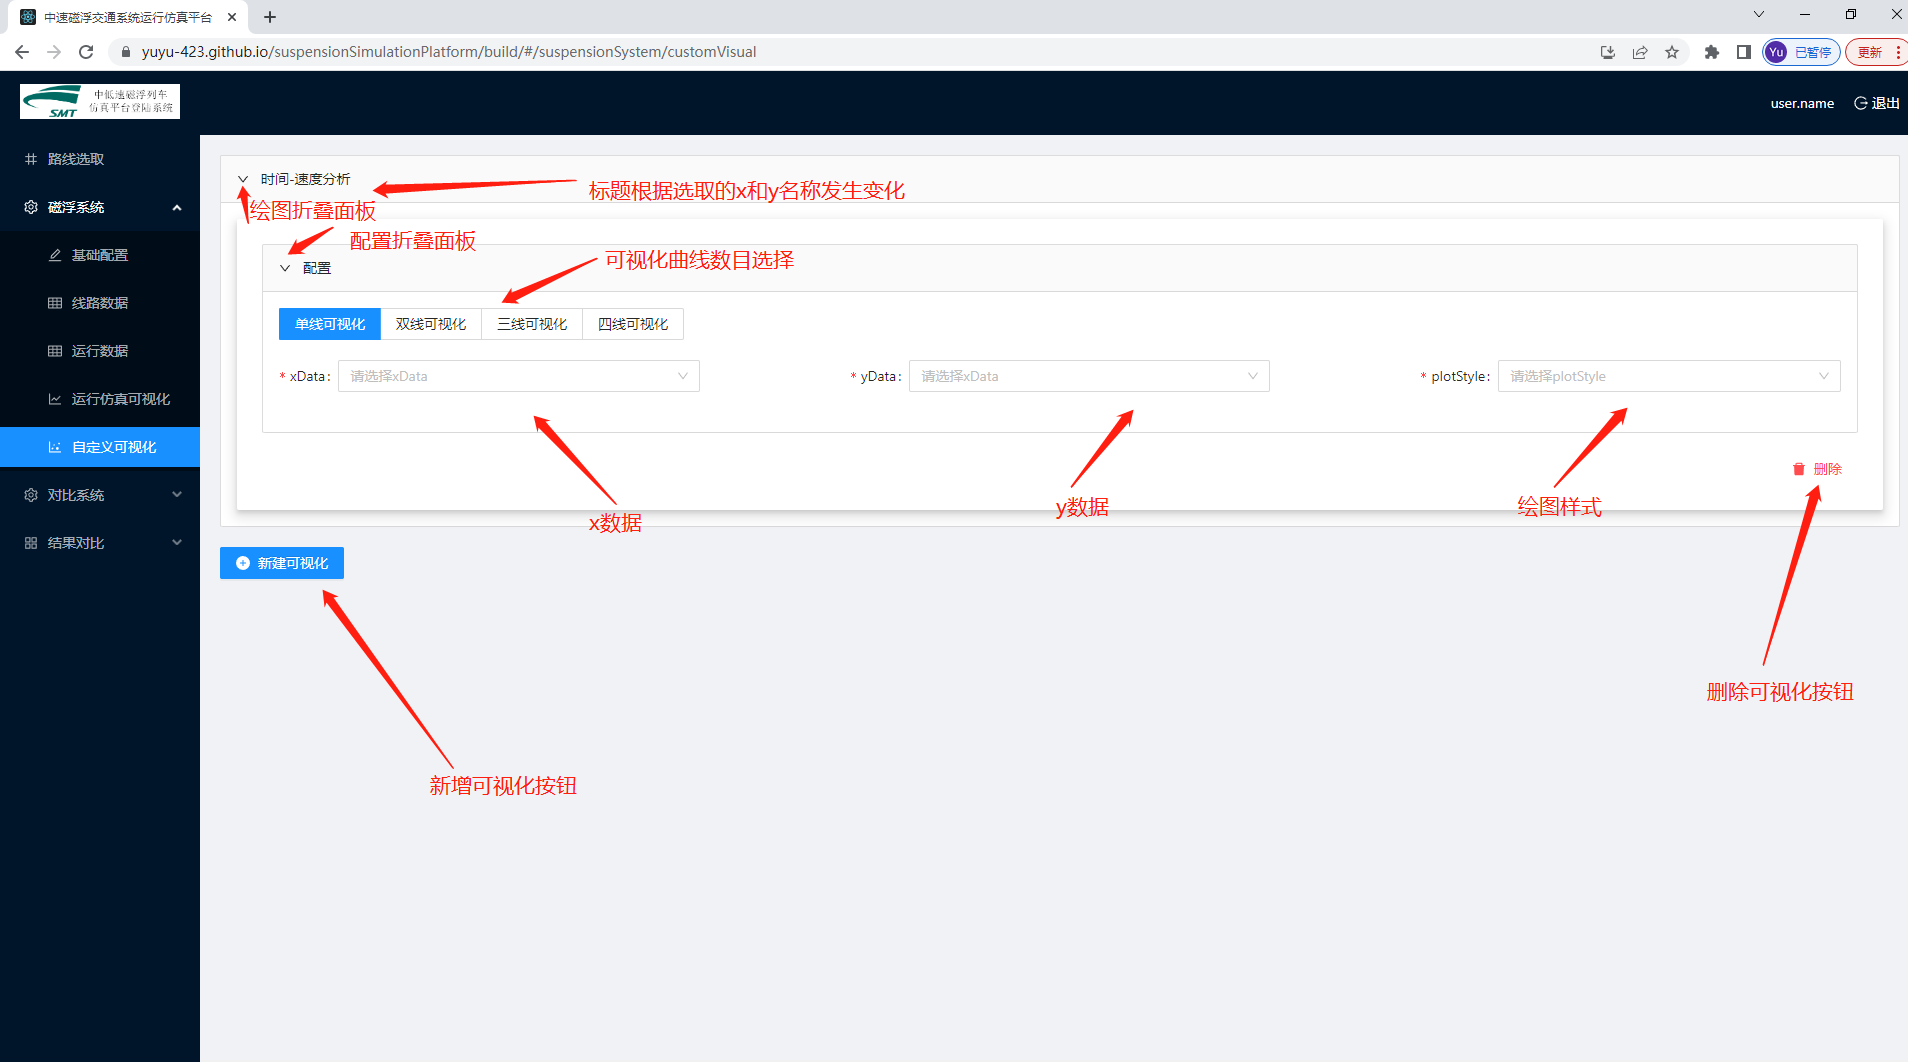 中速磁浮交通系统运行仿真平台
yuyu-423.github.io/suspensionSimulationPlatform/build/#/suspensionSystem/customVisual
Yu 已暂停
更新
SMT
中低速磁浮列车
仿真平台登陆系统
user.name
退出
路线选取
磁浮系统
基础配置
线路数据
运行数据
运行仿真可视化
自定义可视化
对比系统
结果对比
时间-速度分析
标题根据选取的x和y名称发生变化
绘图折叠面板
配置折叠面板
配置
可视化曲线数目选择
单线可视化 双线可视化 三线可视化 四线可视化
* xData: 请选择xData
* yData: 请选择xData
* plotStyle: 请选择plotStyle
删除
x数据
y数据
绘图样式
新建可视化
删除可视化按钮
新增可视化按钮